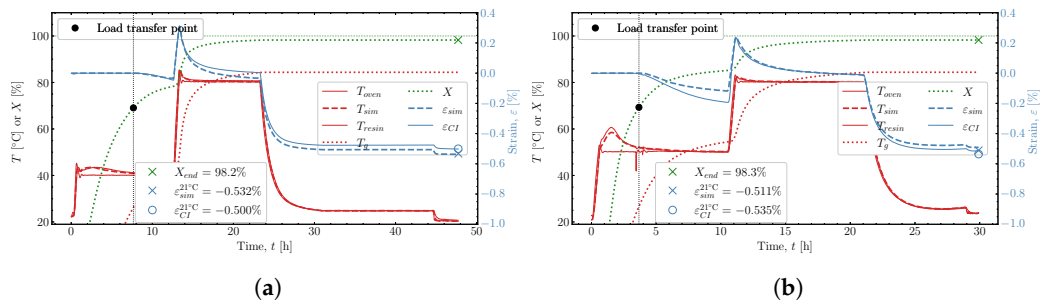 Load transfer point
T [°C] or X [%]
100
80
60
40
20
0
10
20
30
40
50
Time, t [h]
0.4
0.2
0.0
−0.2
−0.4
−0.6
−0.8
−1.0
Strain, ε [%]
T_oven
T_sim
T_resin
T_g
X
ε_sim
ε_CI
X_end = 98.2%
ε_sim^21°C = −0.532%
ε_CI^21°C = −0.500%
(a)
Load transfer point
T [°C] or X [%]
100
80
60
40
20
0
5
10
15
20
25
30
Time, t [h]
0.4
0.2
0.0
−0.2
−0.4
−0.6
−0.8
−1.0
Strain, ε [%]
T_oven
T_sim
T_resin
T_g
X
ε_sim
ε_CI
X_end = 98.3%
ε_sim^21°C = −0.511%
ε_CI^21°C = −0.535%
(b)